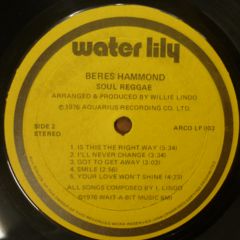 water lily
BERES HAMMOND
SOUL REGGAE
ARRANGED & PRODUCED BY WILLIE LINDO
℗1976 AQUARIUS RECORDING CO. LTD.
SIDE 2
STEREO
ARCO LP 002
1. IS THIS THE RIGHT WAY (5:34)
2. I'LL NEVER CHANGE (3:35)
3. GOT TO GET AWAY (3:03)
4. SMILE (2:56)
5. YOUR LOVE WON'T SHINE (4:23)
ALL SONGS COMPOSED BY I. LINDO
©1976 WAIT-A-BIT MUSIC BMI